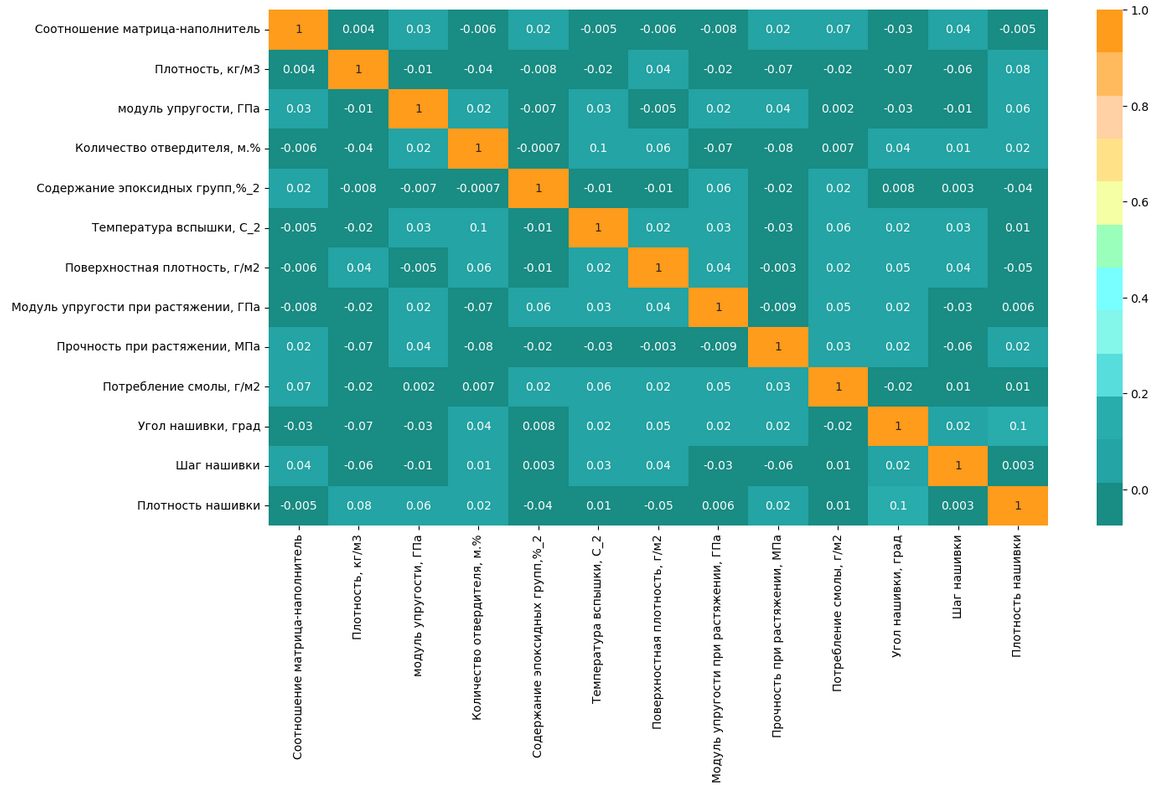 Соотношение матрица-наполнитель 1 0.004 0.03 -0.006 0.02 -0.005 -0.006 -0.008 0.02 0.07 -0.03 0.04 -0.005
Плотность, кг/м3 0.004 1 -0.01 -0.04 -0.008 -0.02 0.04 -0.02 -0.07 -0.02 -0.07 -0.06 0.08
модуль упругости, ГПа 0.03 -0.01 1 0.02 -0.007 0.03 -0.005 0.02 0.04 0.002 -0.03 -0.01 0.06
Количество отвердителя, м.% -0.006 -0.04 0.02 1 -0.0007 0.1 0.06 -0.07 -0.08 0.007 0.04 0.01 0.02
Содержание эпоксидных групп,%_2 0.02 -0.008 -0.007 -0.0007 1 -0.01 -0.01 0.06 -0.02 0.02 0.008 0.003 -0.04
Температура вспышки, С_2 -0.005 -0.02 0.03 0.1 -0.01 1 0.02 0.03 -0.03 0.06 0.02 0.03 0.01
Поверхностная плотность, г/м2 -0.006 0.04 -0.005 0.06 -0.01 0.02 1 0.04 -0.003 0.02 0.05 0.04 -0.05
Модуль упругости при растяжении, ГПа -0.008 -0.02 0.02 -0.07 0.06 0.03 0.04 1 -0.009 0.05 0.02 -0.03 0.006
Прочность при растяжении, МПа 0.02 -0.07 0.04 -0.08 -0.02 -0.03 -0.003 -0.009 1 0.03 0.02 -0.06 0.02
Потребление смолы, г/м2 0.07 -0.02 0.002 0.007 0.02 0.06 0.02 0.05 0.03 1 -0.02 0.01 0.01
Угол нашивки, град -0.03 -0.07 -0.03 0.04 0.008 0.02 0.05 0.02 0.02 -0.02 1 0.02 0.1
Шаг нашивки 0.04 -0.06 -0.01 0.01 0.003 0.03 0.04 -0.03 -0.06 0.01 0.02 1 0.003
Плотность нашивки -0.005 0.08 0.06 0.02 -0.04 0.01 -0.05 0.006 0.02 0.01 0.1 0.003 1
Соотношение матрица-наполнитель
Плотность, кг/м3
модуль упругости, ГПа
Количество отвердителя, м.%
Содержание эпоксидных групп,%_2
Температура вспышки, С_2
Поверхностная плотность, г/м2
Модуль упругости при растяжении, ГПа
Прочность при растяжении, МПа
Потребление смолы, г/м2
Угол нашивки, град
Шаг нашивки
Плотность нашивки
1.0
0.8
0.6
0.4
0.2
0.0